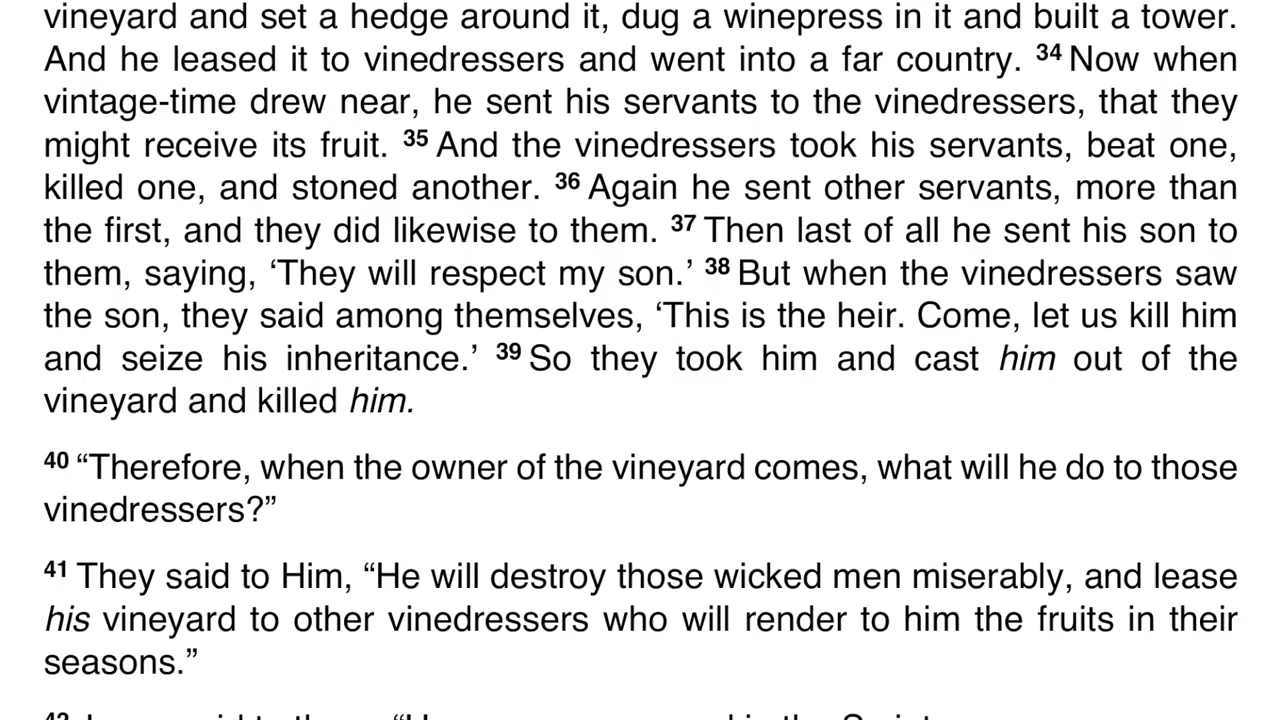 vineyard and set a hedge around it, dug a winepress in it and built a tower.
And he leased it to vinedressers and went into a far country. 34 Now when
vintage-time drew near, he sent his servants to the vinedressers, that they
might receive its fruit. 35 And the vinedressers took his servants, beat one,
killed one, and stoned another. 36 Again he sent other servants, more than
the first, and they did likewise to them. 37 Then last of all he sent his son to
them, saying, ‘They will respect my son.’ 38 But when the vinedressers saw
the son, they said among themselves, ‘This is the heir. Come, let us kill him
and seize his inheritance.’ 39 So they took him and cast him out of the
vineyard and killed him.
40 “Therefore, when the owner of the vineyard comes, what will he do to those
vinedressers?”
41 They said to Him, “He will destroy those wicked men miserably, and lease
his vineyard to other vinedressers who will render to him the fruits in their
seasons.”